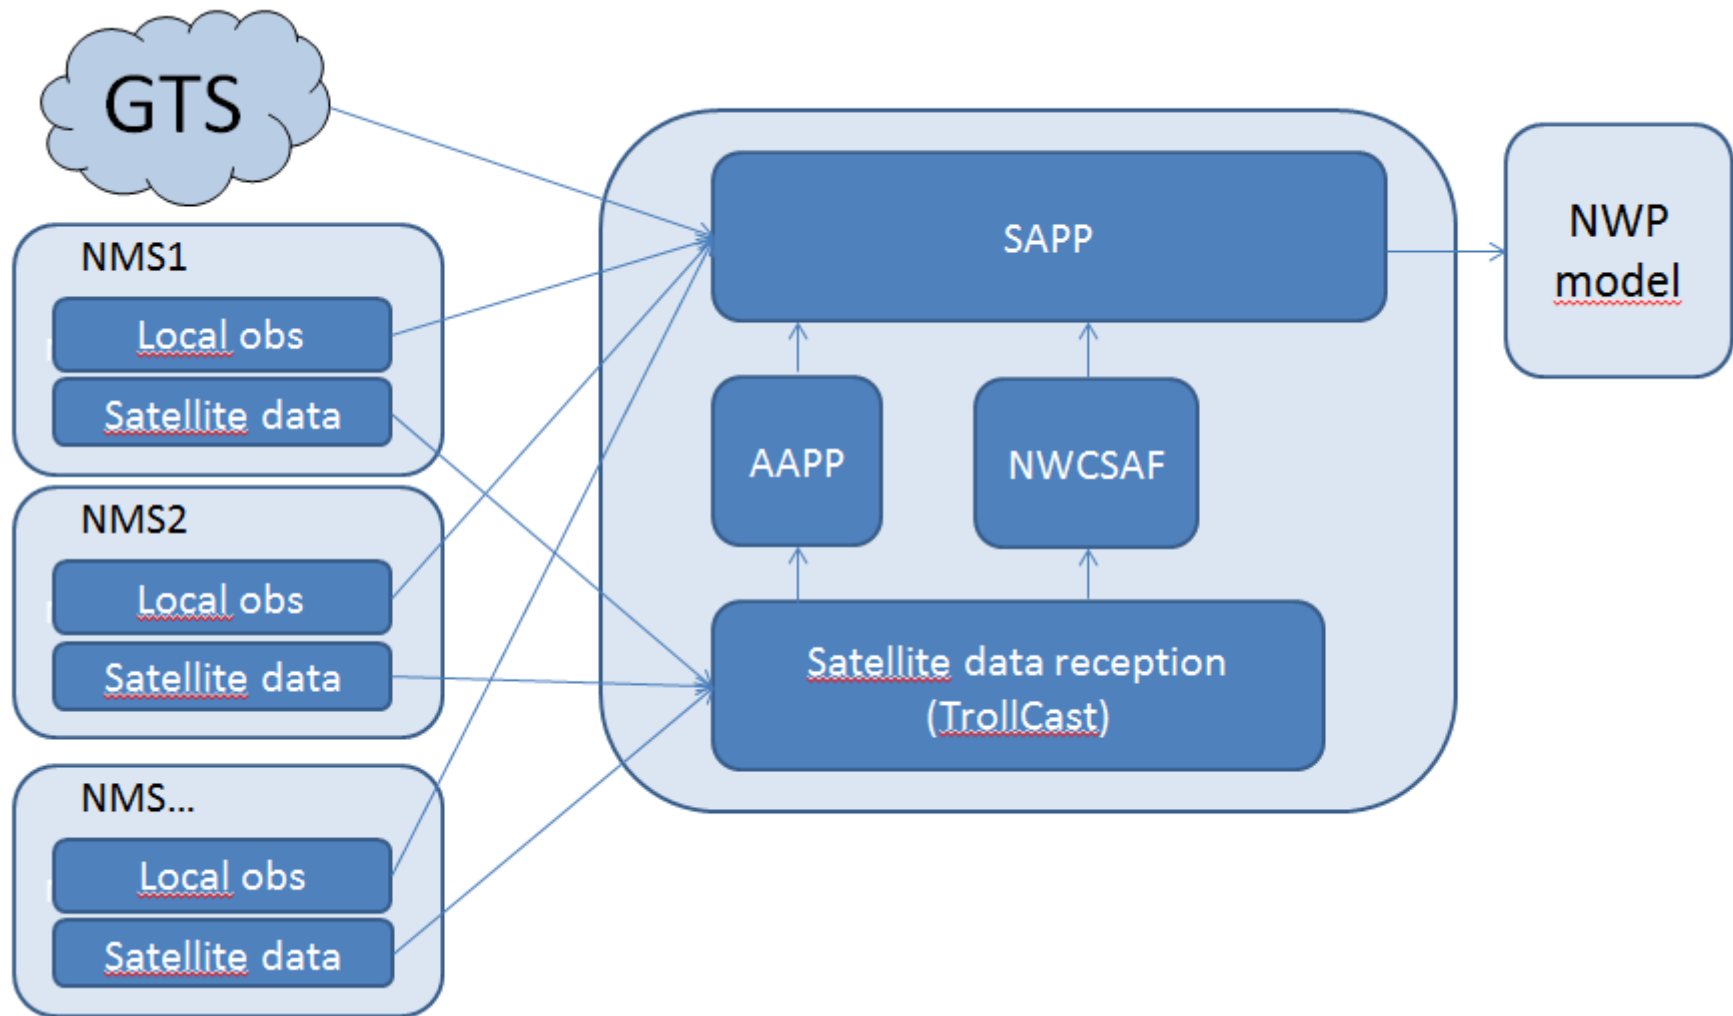 GTS
NMS1
Local obs
Satellite data
NMS2
Local obs
Satellite data
NMS...
Local obs
Satellite data
SAPP
AAPP
NWCSAF
Satellite data reception
(TrollCast)
NWP
model